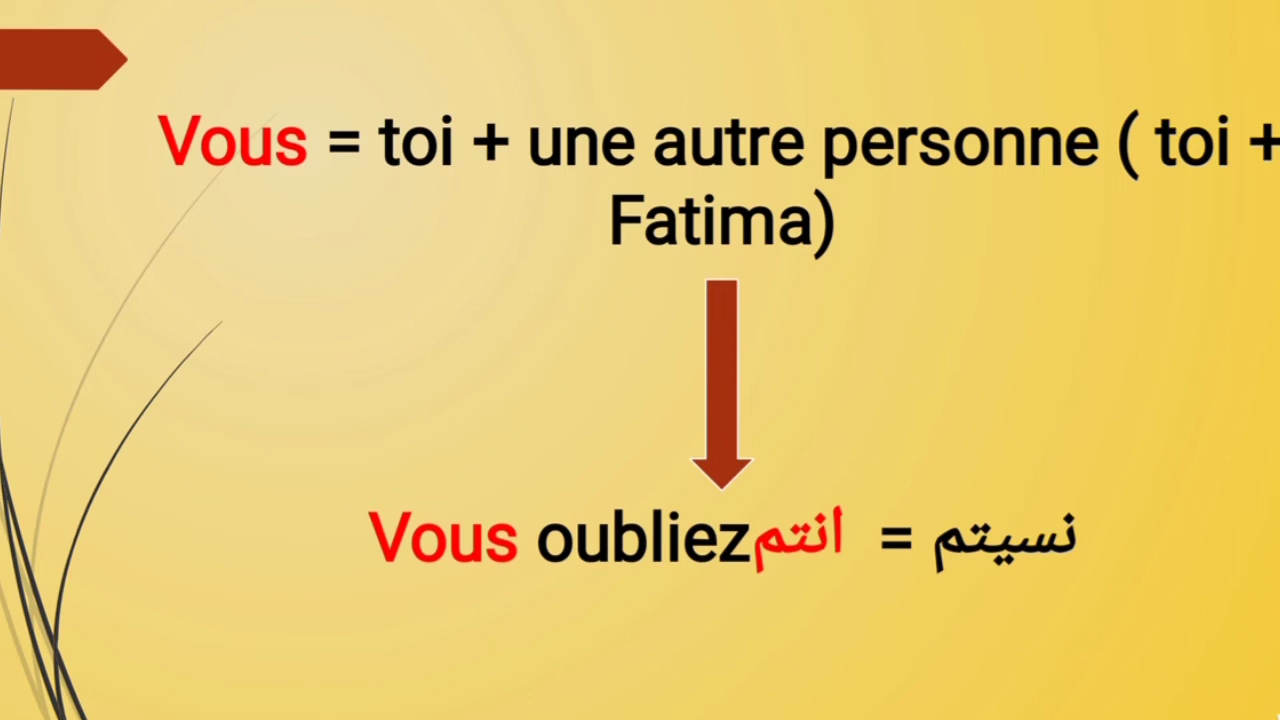 Vous = toi + une autre personne ( toi +
Fatima)
Vous oubliezانتم = نسيتم